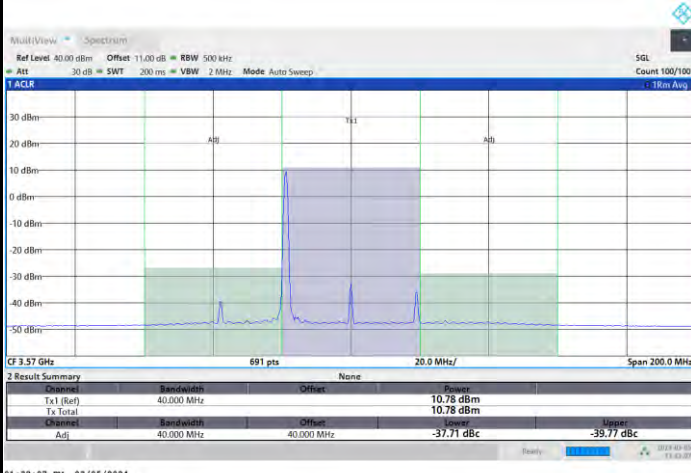 MultiView Spectrum
Ref Level 40.00 dBm Offset 11.00 dB RBW 500 kHz SGL
Att 30 dB SWT 200 ms VBW 2 MHz Mode Auto Sweep Count 100/100
1 ACLR 1Rm Avg
30 dBm
Tx1
20 dBm Adj Adj
10 dBm
0 dBm
-10 dBm
-20 dBm
-30 dBm
-40 dBm
-50 dBm
CF 3.57 GHz 691 pts 20.0 MHz/ Span 200.0 MHz
2 Result Summary None
Channel Bandwidth Offset Power
Tx1 (Ref) 40.000 MHz 10.78 dBm
Tx Total 10.78 dBm
Channel Bandwidth Offset Lower Upper
Adj 40.000 MHz 40.000 MHz -37.71 dBc -39.77 dBc
Ready